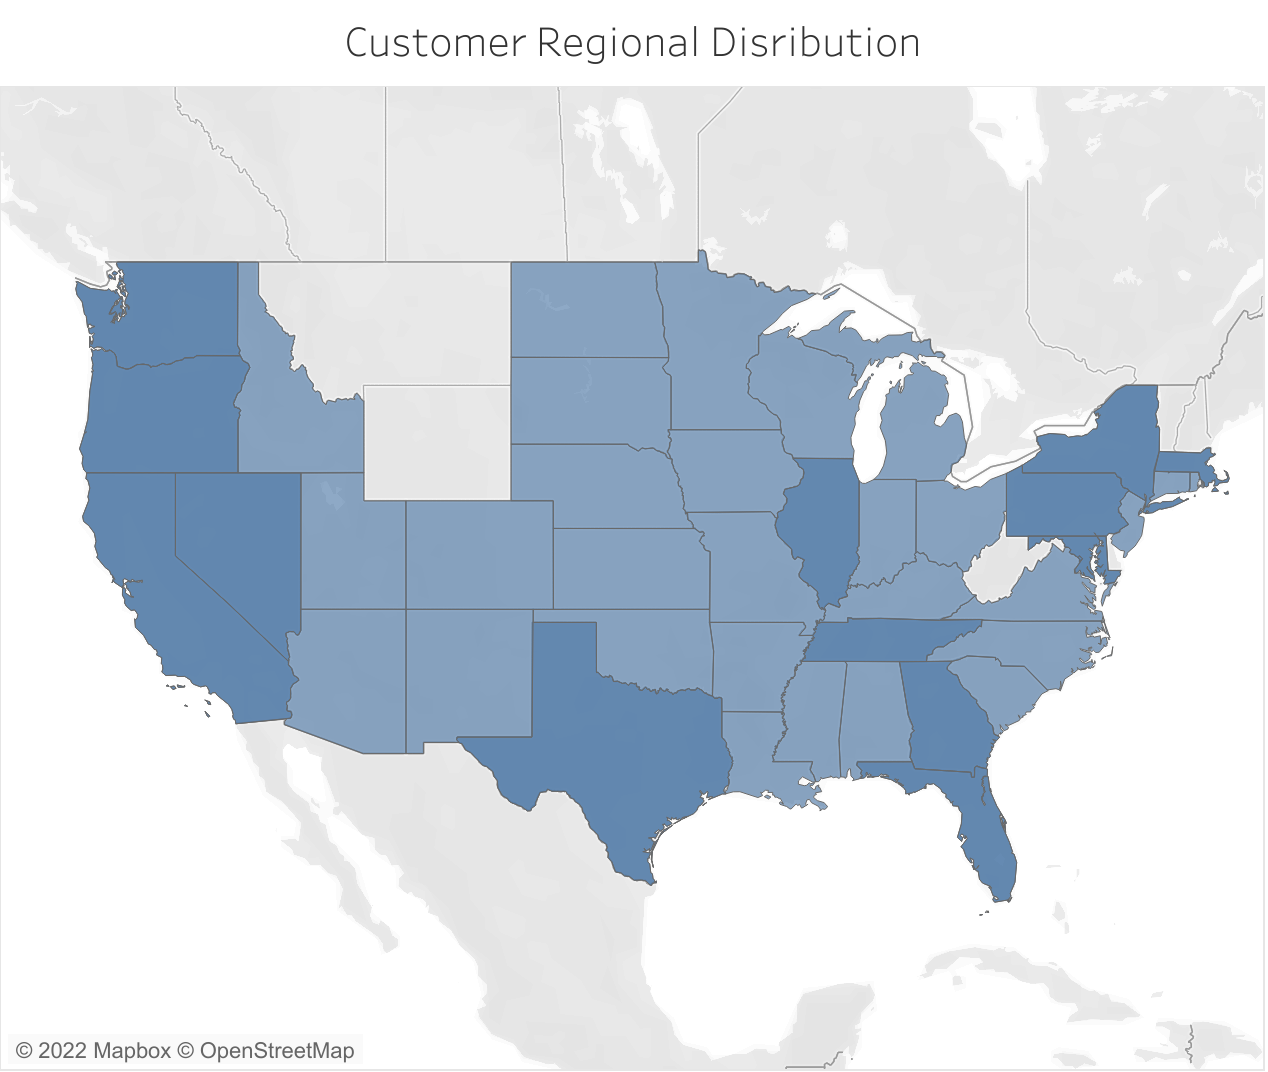 Customer Regional Disribution
© 2022 Mapbox © OpenStreetMap